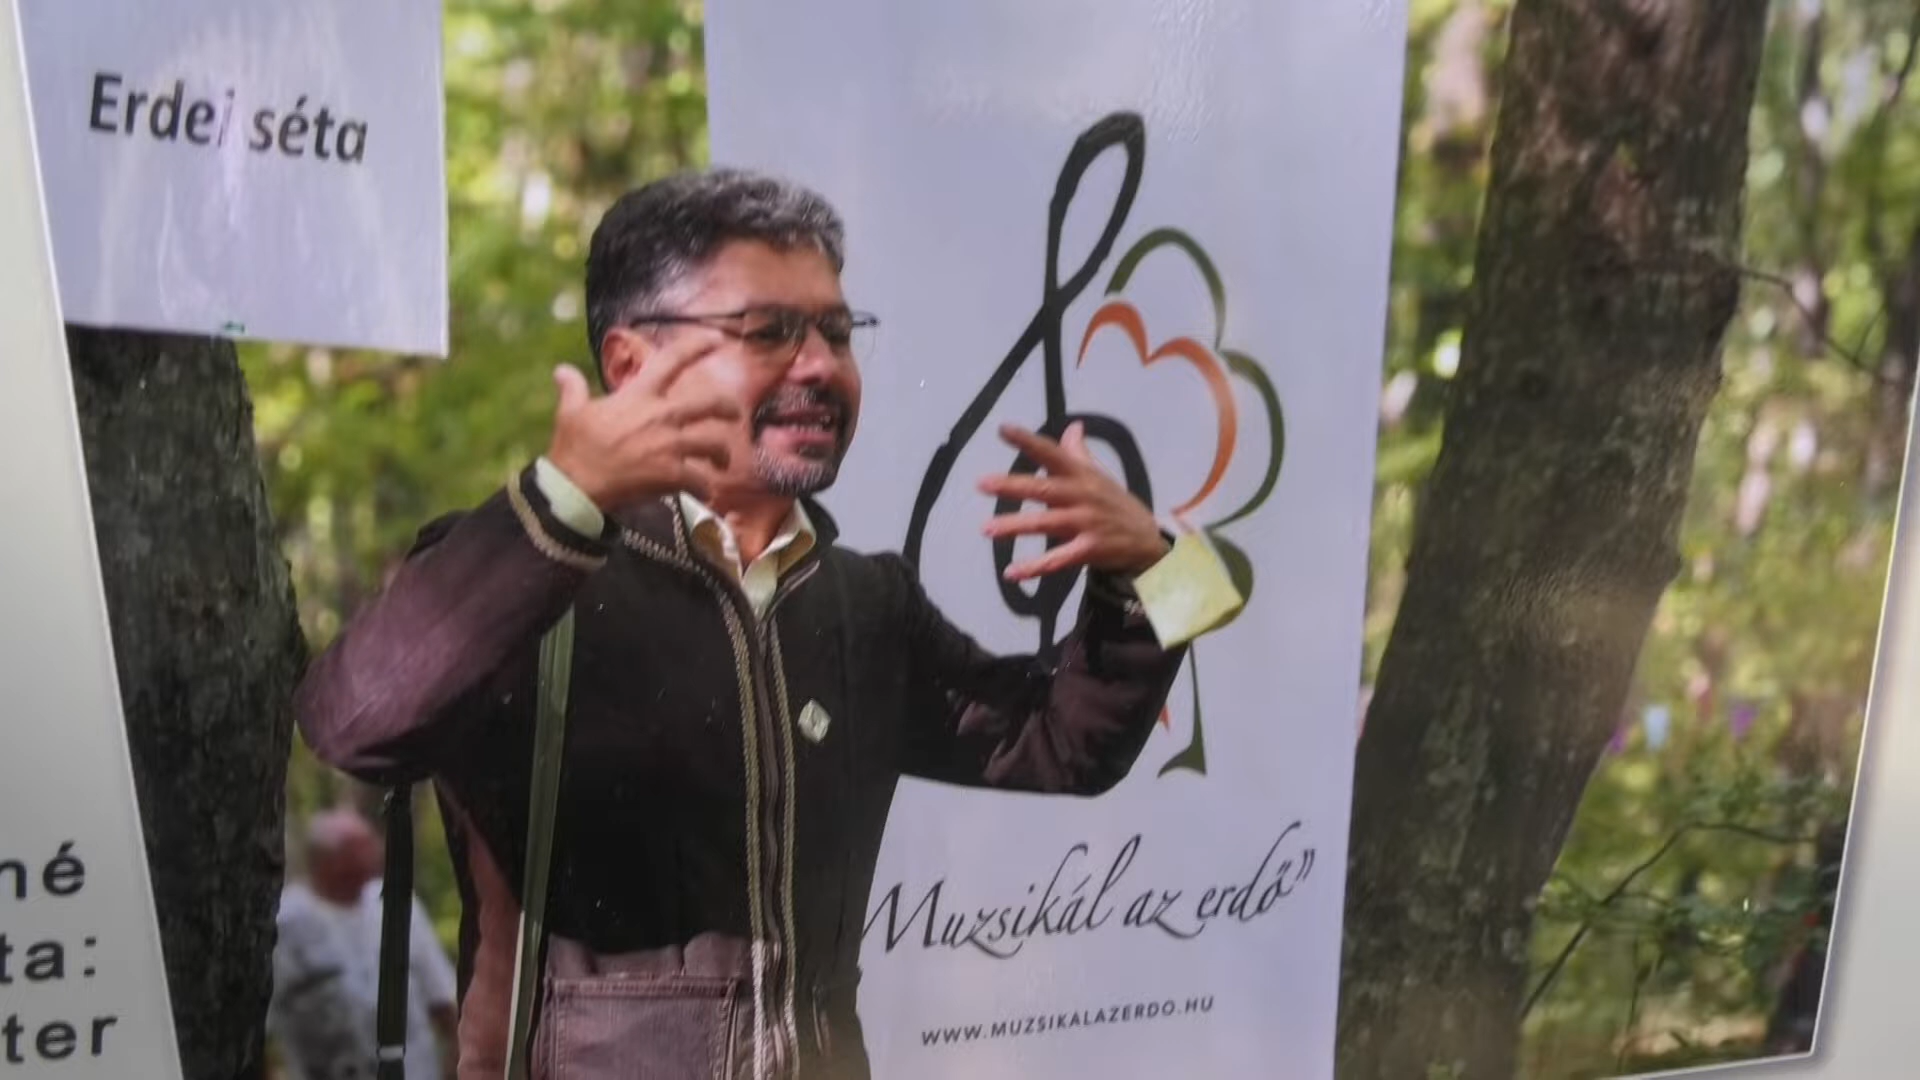 Erdei séta
Muzsikál az erdő”
WWW.MUZSIKALAZERDO.HU
né
ta:
ter